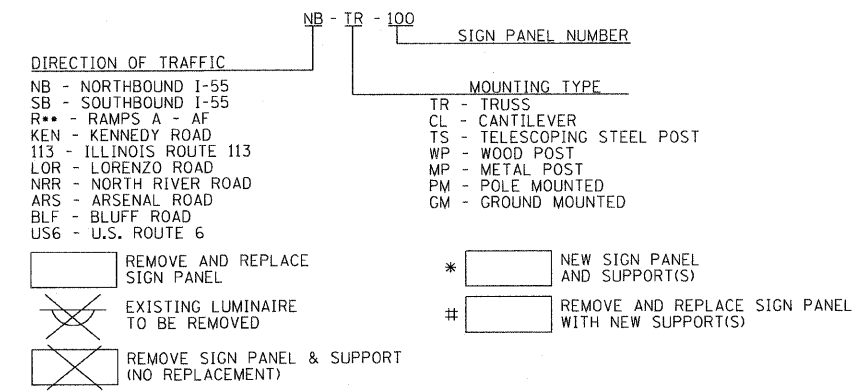 NB - TR - 100
SIGN PANEL NUMBER
DIRECTION OF TRAFFIC
NB - NORTHBOUND I-55
SB - SOUTHBOUND I-55
R** - RAMPS A - AF
KEN - KENNEDY ROAD
113 - ILLINOIS ROUTE 113
LOR - LORENZO ROAD
NRR - NORTH RIVER ROAD
ARS - ARSENAL ROAD
BLF - BLUFF ROAD
US6 - U.S. ROUTE 6
MOUNTING TYPE
TR - TRUSS
CL - CANTILEVER
TS - TELESCOPING STEEL POST
WP - WOOD POST
MP - METAL POST
PM - POLE MOUNTED
GM - GROUND MOUNTED
REMOVE AND REPLACE
SIGN PANEL
EXISTING LUMINAIRE
TO BE REMOVED
REMOVE SIGN PANEL & SUPPORT
(NO REPLACEMENT)
* NEW SIGN PANEL
AND SUPPORT(S)
# REMOVE AND REPLACE SIGN PANEL
WITH NEW SUPPORT(S)